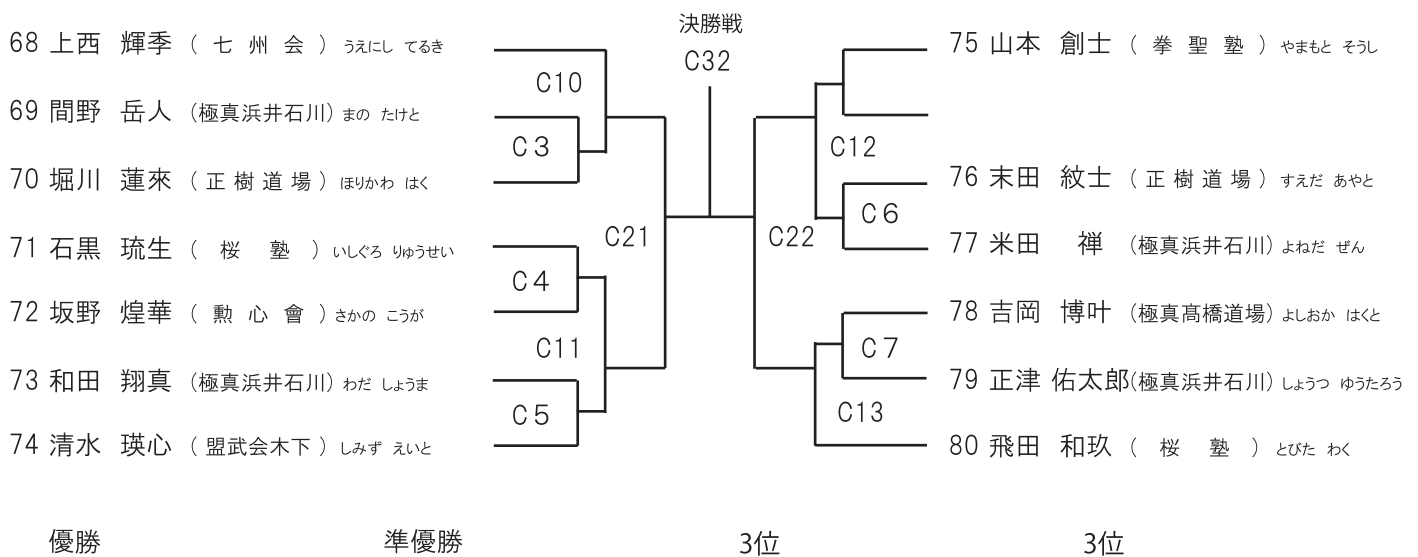 決勝戦
C32
68 上西 輝季 （ 七 州 会 ） うえにし てるき
69 間野 岳人 （極真浜井石川） まの たけと
70 堀川 蓮來 （ 正 樹 道 場 ） ほりかわ はく
71 石黒 琉生 （ 桜 塾 ） いしぐろ りゅうせい
72 坂野 煌華 （ 勲 心 會 ） さかの こうが
73 和田 翔真 （極真浜井石川） わだ しょうま
74 清水 瑛心 （ 盟武会木下 ） しみず えいと
C10
C3
C21
C4
C11
C5
75 山本 創士 （ 拳 聖 塾 ） やまもと そうし
76 末田 紋士 （ 正 樹 道 場 ） すえだ あやと
77 米田 禅 （極真浜井石川） よねだ ぜん
78 吉岡 博叶 （極真髙橋道場） よしおか はくと
79 正津 佑太郎（極真浜井石川） しょうつ ゆうたろう
80 飛田 和玖 （ 桜 塾 ） とびた わく
C12
C6
C22
C7
C13
優勝 準優勝 3位 3位